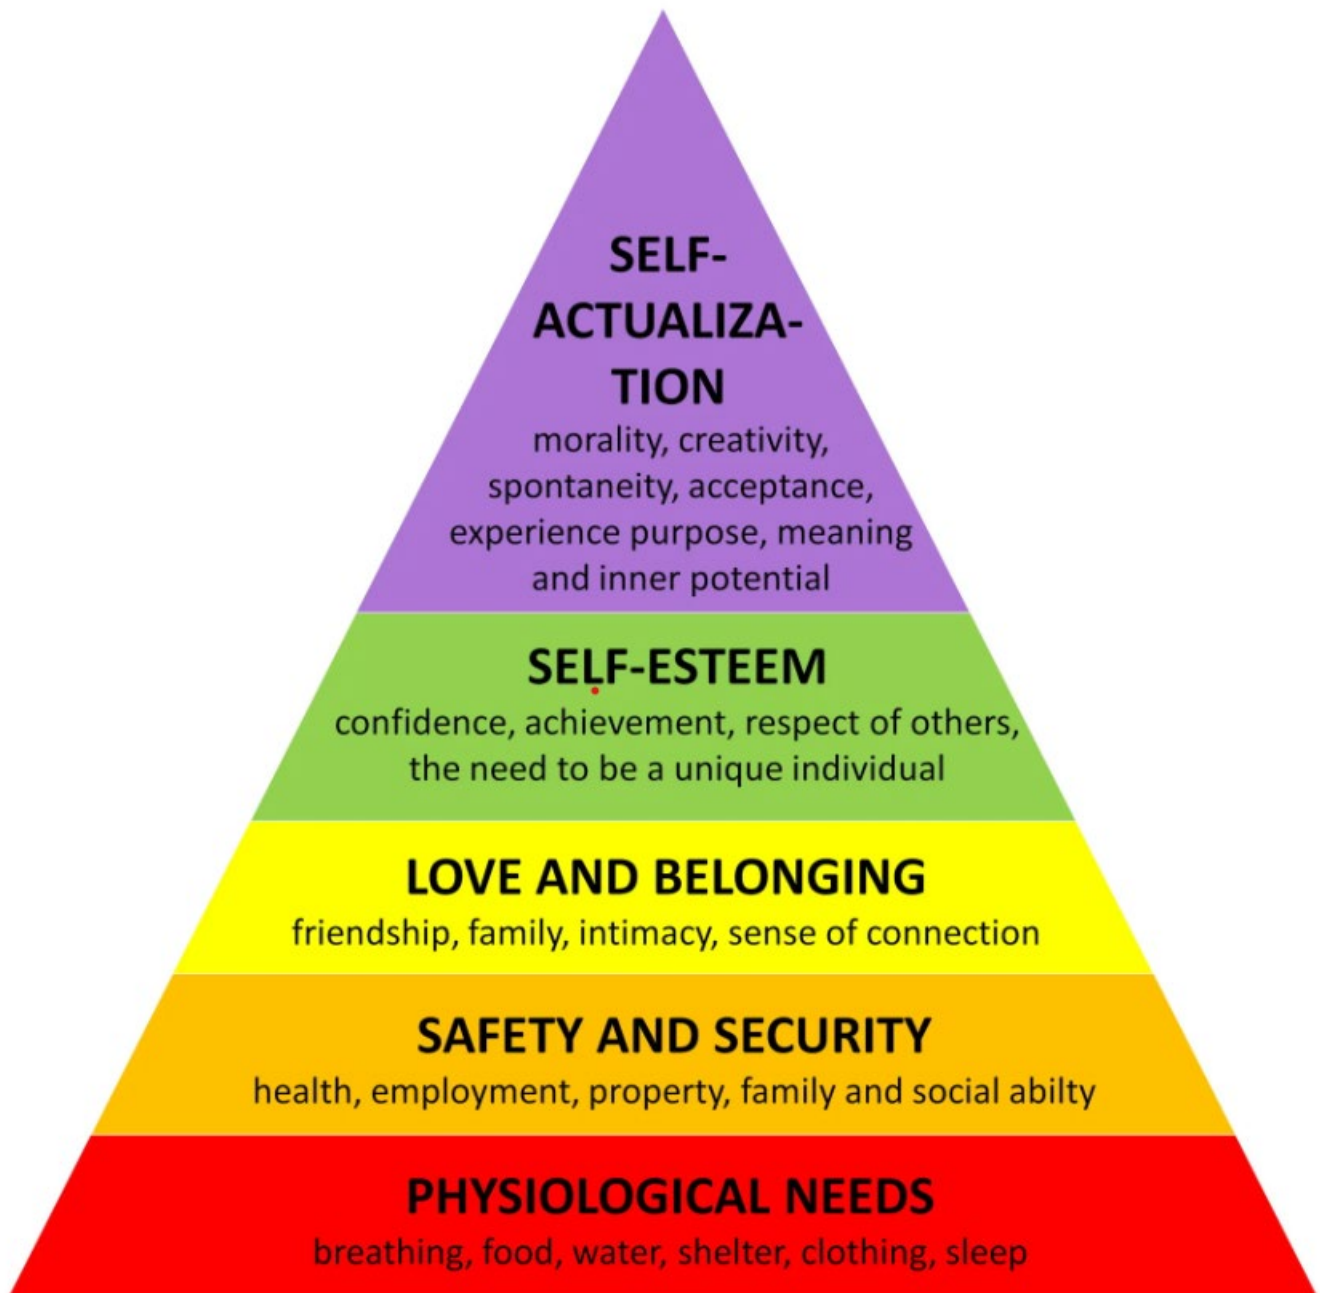 SELF-
ACTUALIZA-
TION
morality, creativity,
spontaneity, acceptance,
experience purpose, meaning
and inner potential
SELF-ESTEEM
confidence, achievement, respect of others,
the need to be a unique individual
LOVE AND BELONGING
friendship, family, intimacy, sense of connection
SAFETY AND SECURITY
health, employment, property, family and social abilty
PHYSIOLOGICAL NEEDS
breathing, food, water, shelter, clothing, sleep